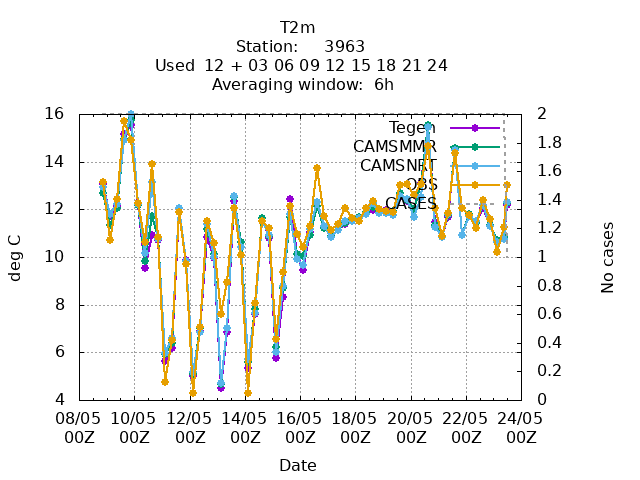 T2m
Station: 3963
Used 12 + 03 06 09 12 15 18 21 24
Averaging window: 6h
16
14
12
10
8
6
4
2
1.8
1.6
1.4
1.2
1
0.8
0.6
0.4
0.2
0
Tegen
CAMSMMR
CAMSNRT
OBS
CASES
deg C
No cases
08/05 10/05 12/05 14/05 16/05 18/05 20/05 22/05 24/05
00Z 00Z 00Z 00Z 00Z 00Z 00Z 00Z 00Z
Date